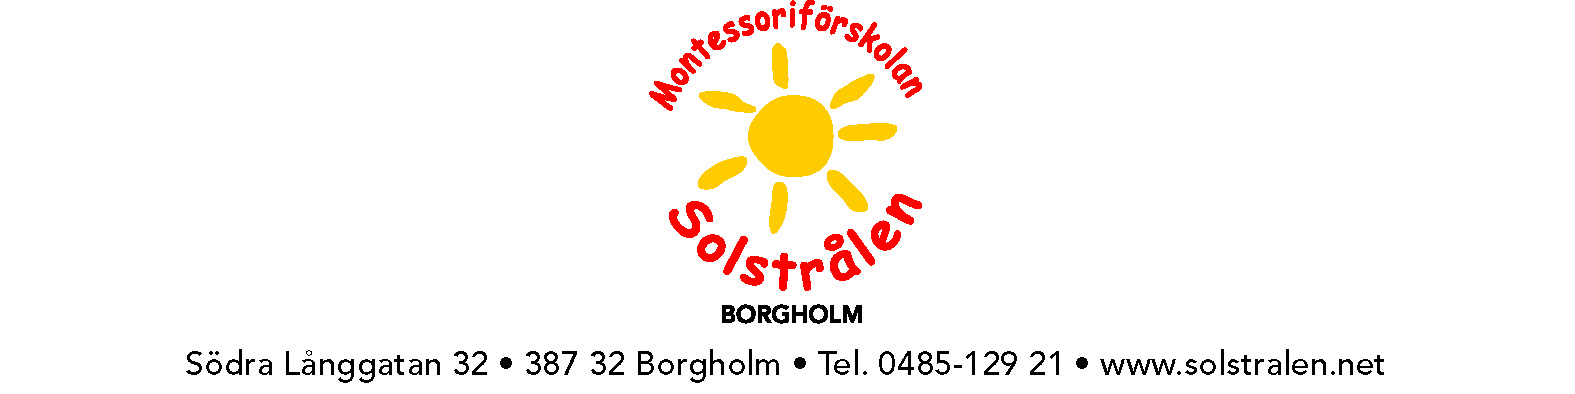 Montessoriförskolan
Solstrålen
BORGHOLM
Södra Långgatan 32 • 387 32 Borgholm • Tel. 0485-129 21 • www.solstralen.net